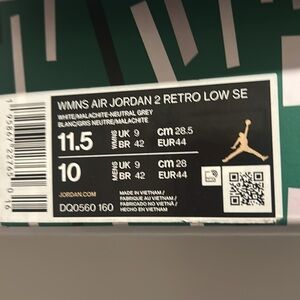 WMNS AIR JORDAN 2 RETRO LOW SE
WHITE/MALACHITE-NEUTRAL GREY
BLANC/GRIS NEUTRE/MALACHITE
11.5 WMNS UK 9 CM 28.5
BR 42 EUR 44
10 MENS UK 9 CM 28
BR 42 EUR 44
JORDAN.COM
MADE IN VIETNAM /
FABRIQUE AU VIETNAM /
FABRICADO NO VIETNÃ /
HECHO EN VIETNAM
DQ0560 160